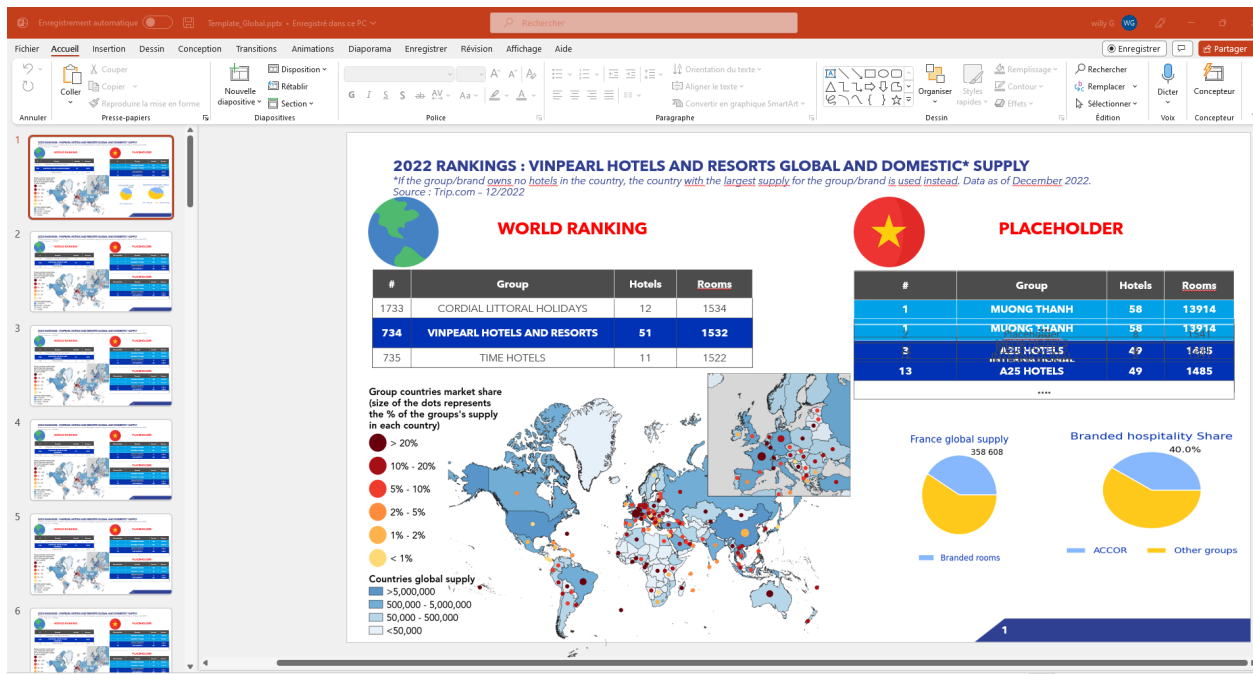 Enregistrement automatique
Template_Global.pptx • Enregistré dans ce PC
Rechercher
willy G WG
Fichier Accueil Insertion Dessin Conception Transitions Animations Diaporama Enregistrer Révision Affichage Aide
Enregistrer Partager
Coller
Couper
Copier
Reproduire la mise en forme
Nouvelle diapositive
Disposition
Rétablir
Section
G I S S ab AV Aa A
A A
Orientation du texte
Aligner le texte
Convertir en graphique SmartArt
Organiser
Styles rapides
Remplissage
Contour
Effets
Rechercher
Remplacer
Sélectionner
Dicter
Concepteur
Annuler Presse-papiers Diapositives Police Paragraphe Dessin Édition Voix Concepteur
1
2
3
4
5
6
2022 RANKINGS : VINPEARL HOTELS AND RESORTS GLOBAL AND DOMESTIC* SUPPLY
*If the group/brand owns no hotels in the country, the country with the largest supply for the group/brand is used instead. Data as of December 2022.
Source : Trip.com – 12/2022
WORLD RANKING
# Group Hotels Rooms
1733 CORDIAL LITTORAL HOLIDAYS 12 1534
734 VINPEARL HOTELS AND RESORTS 51 1532
735 TIME HOTELS 11 1522
PLACEHOLDER
# Group Hotels Rooms
1 MUONG THANH 58 13914
1 MUONG THANH 58 13914
A25 HOTELS 49 1485
13 A25 HOTELS 49 1485
....
Group countries market share
(size of the dots represents
the % of the groups's supply
in each country)
> 20%
10% - 20%
5% - 10%
2% - 5%
1% - 2%
< 1%
Countries global supply
>5,000,000
500,000 - 5,000,000
50,000 - 500,000
<50,000
France global supply
358 608
Branded rooms
Branded hospitality Share
40.0%
ACCOR Other groups
1